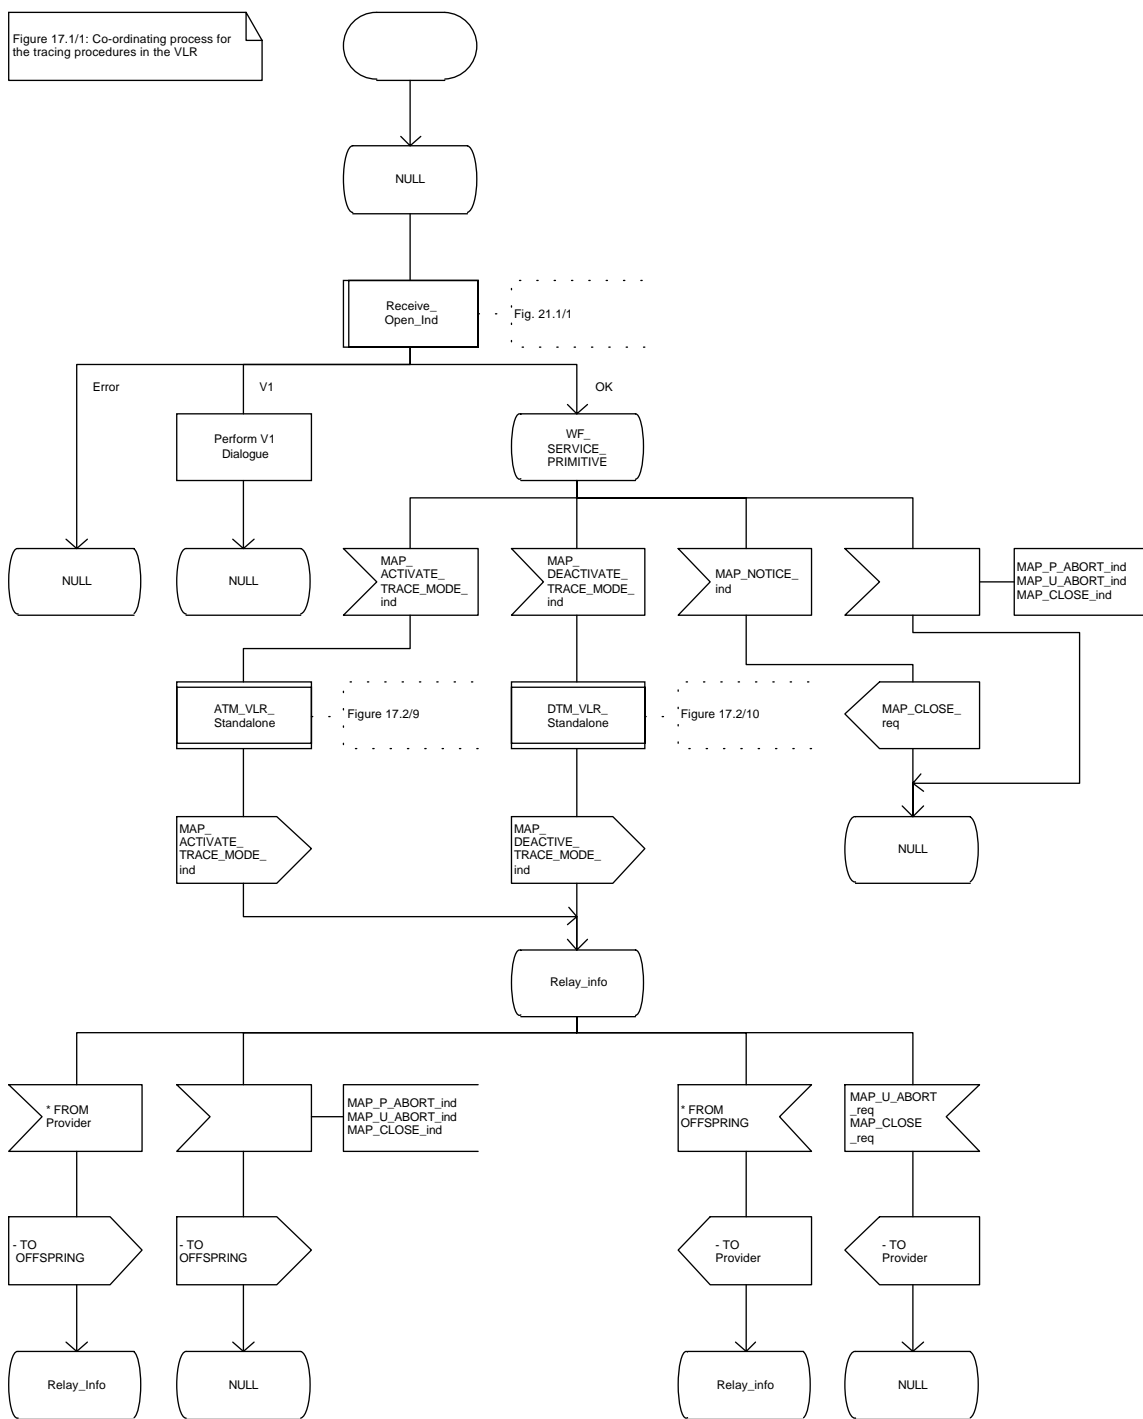 Figure 17.1/1: Co-ordinating process for
the tracing procedures in the VLR
NULL
Receive_
Open_Ind
Fig. 21.1/1
Error
V1
OK
Perform V1
Dialogue
WF_
SERVICE_
PRIMITIVE
NULL
NULL
MAP_
ACTIVATE_
TRACE_MODE_
ind
MAP_
DEACTIVATE_
TRACE_MODE_
ind
MAP_NOTICE_
ind
MAP_P_ABORT_ind
MAP_U_ABORT_ind
MAP_CLOSE_ind
ATM_VLR_
Standalone
Figure 17.2/9
DTM_VLR_
Standalone
Figure 17.2/10
MAP_CLOSE_
req
MAP_
ACTIVATE_
TRACE_MODE_
ind
MAP_
DEACTIVE_
TRACE_MODE_
ind
NULL
Relay_info
* FROM
Provider
MAP_P_ABORT_ind
MAP_U_ABORT_ind
MAP_CLOSE_ind
* FROM
OFFSPRING
MAP_U_ABORT
_req
MAP_CLOSE
_req
- TO
OFFSPRING
- TO
OFFSPRING
- TO
Provider
- TO
Provider
Relay_Info
NULL
Relay_info
NULL